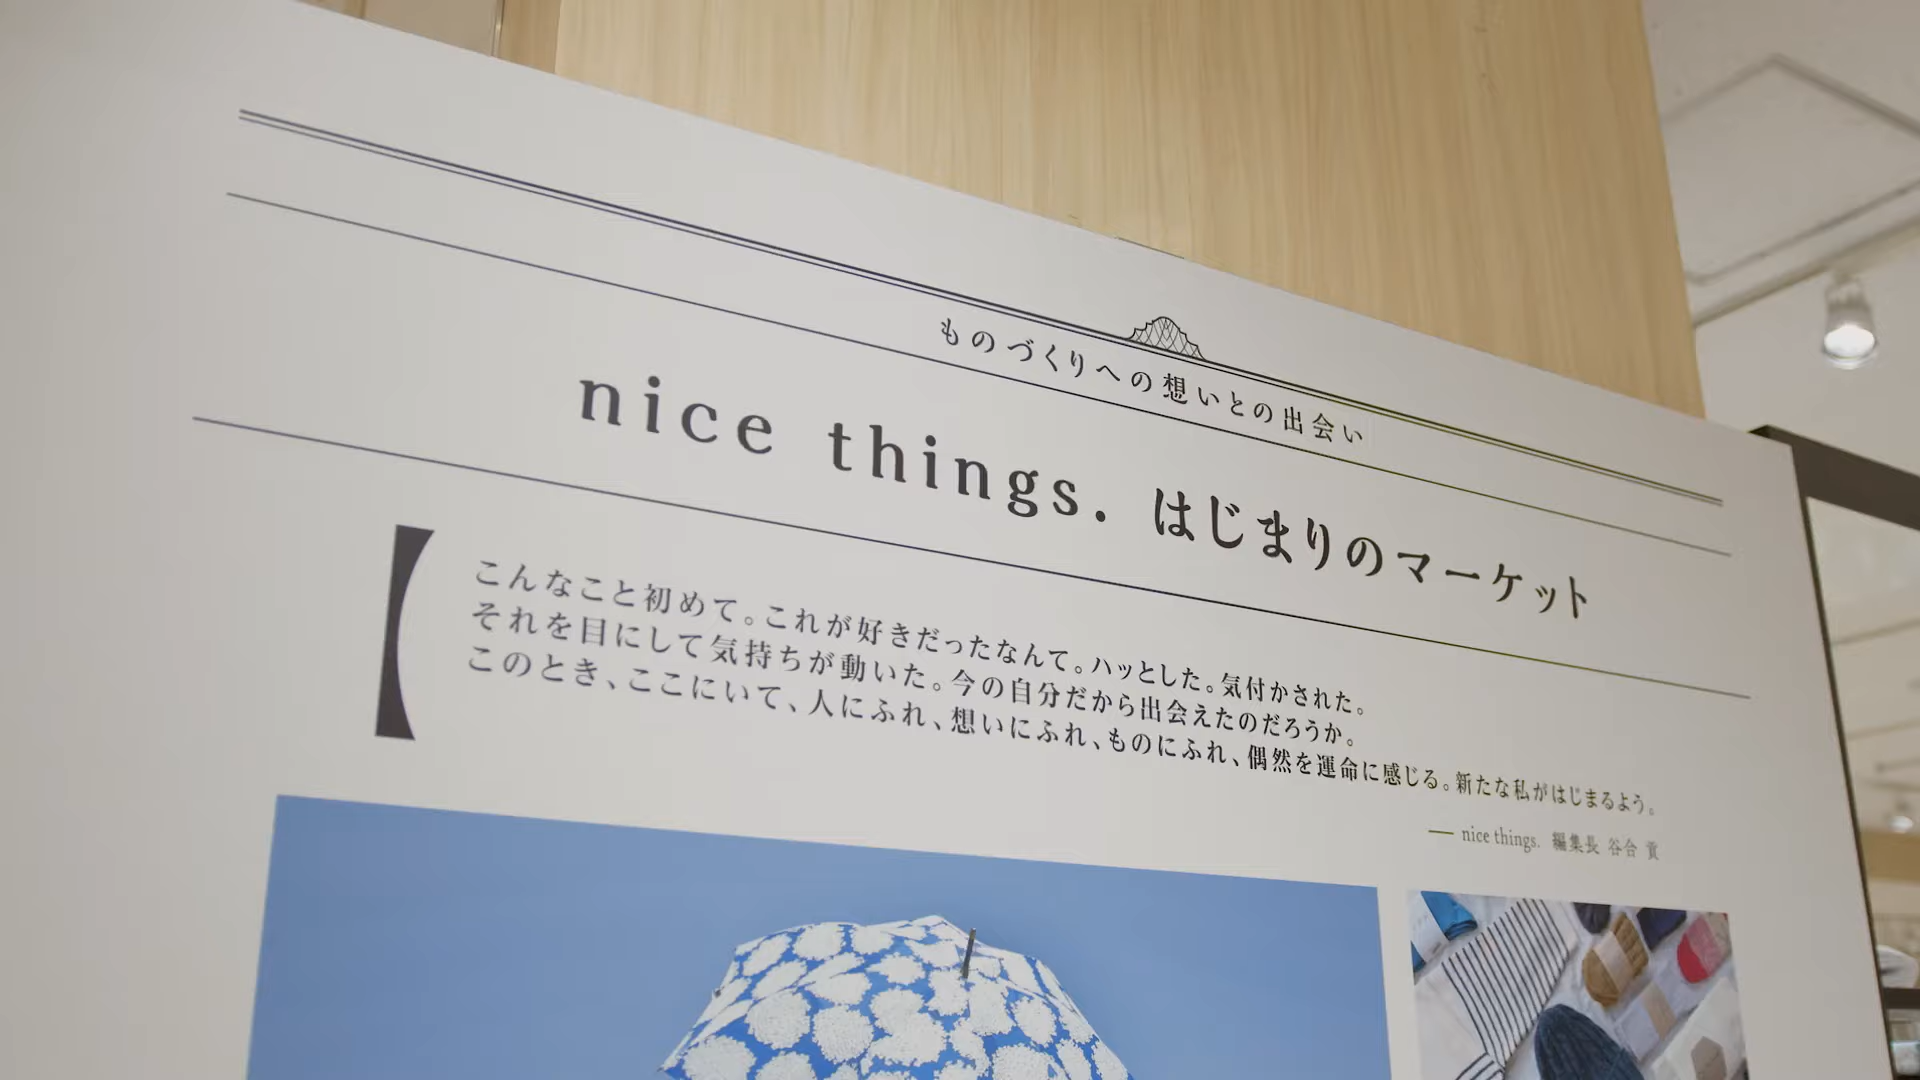 ものづくりへの想いとの出会い
nice things. はじまりのマーケット
こんなこと初めて。これが好きだったなんて。ハッとした。気付かされた。
それを目にして気持ちが動いた。今の自分だから出会えたのだろうか。
このとき、ここにいて、人にふれ、想いにふれ、ものにふれ、偶然を運命に感じる。新たな私がはじまるよう。
— nice things. 編集長 谷合 貢